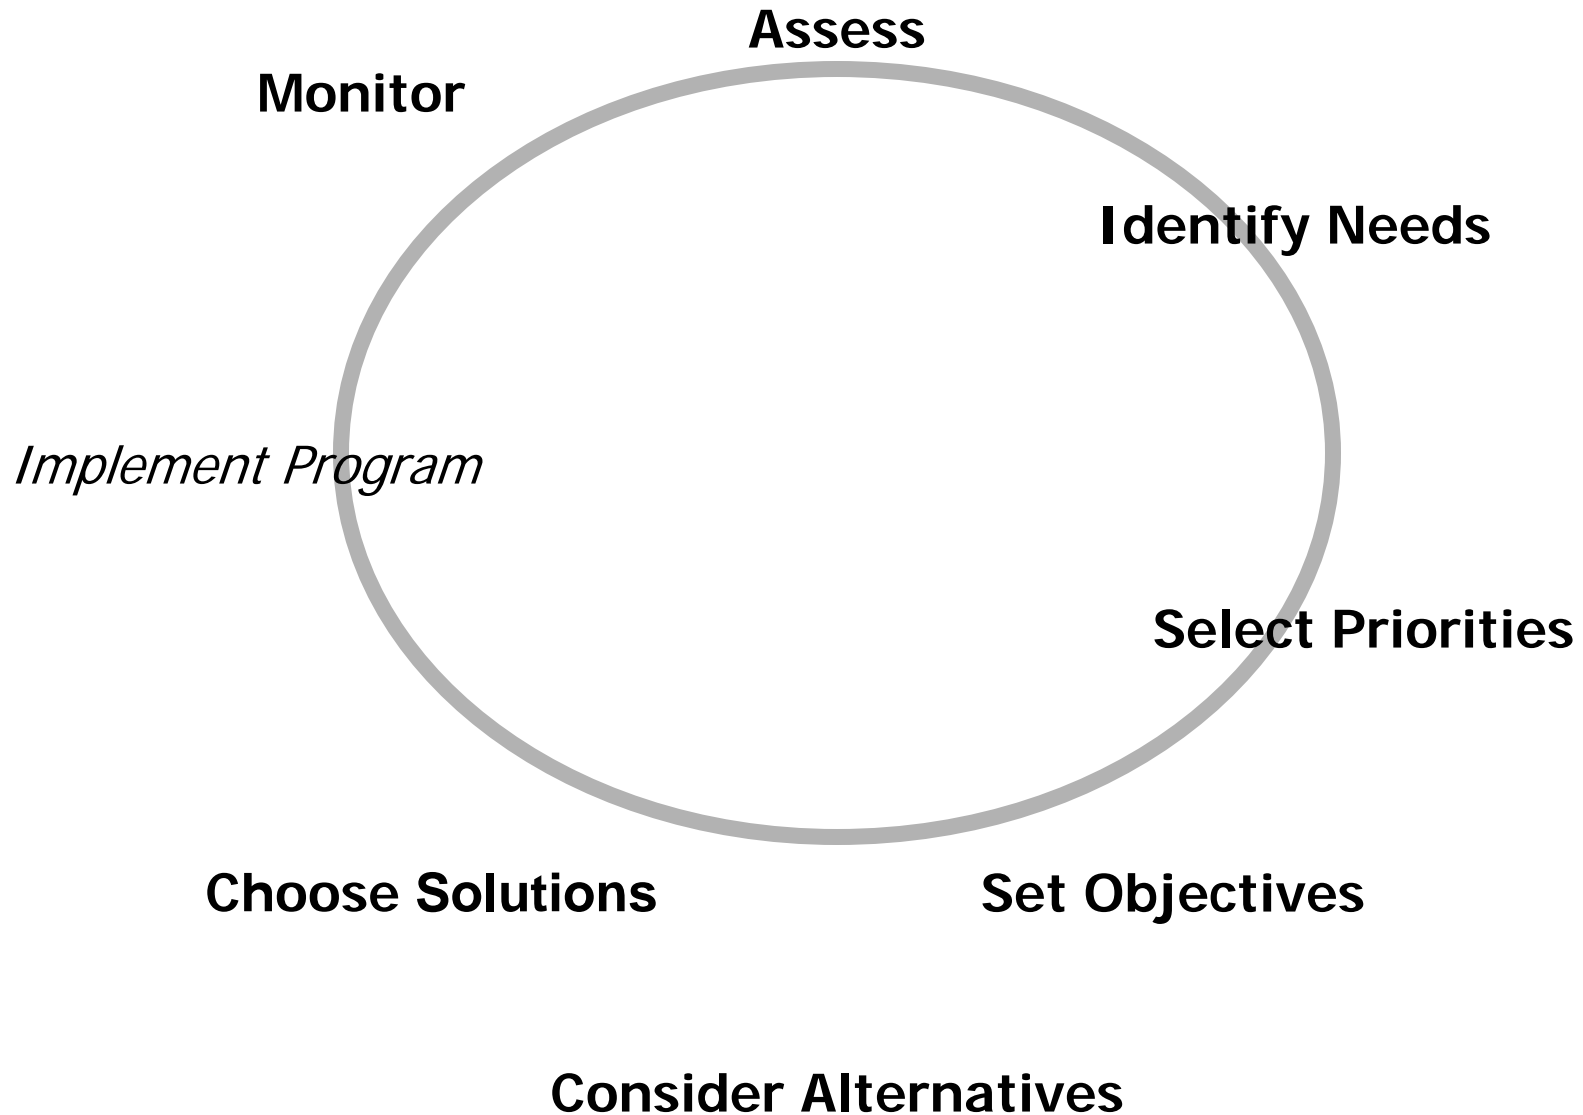 Assess
Monitor
Identify Needs
Implement Program
Select Priorities
Choose Solutions
Set Objectives
Consider Alternatives